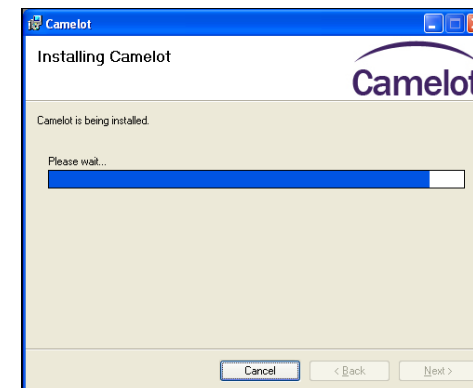 Camelot
Installing Camelot
Camelot
Camelot is being installed.
Please wait...
Cancel
< Back
Next >